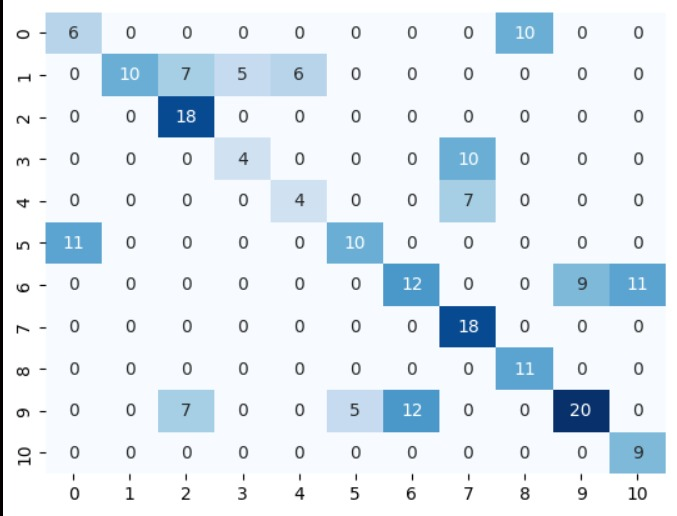 0 6 0 0 0 0 0 0 0 10 0 0
1 0 10 7 5 6 0 0 0 0 0 0
2 0 0 18 0 0 0 0 0 0 0 0
3 0 0 0 4 0 0 0 10 0 0 0
4 0 0 0 0 4 0 0 7 0 0 0
5 11 0 0 0 0 10 0 0 0 0 0
6 0 0 0 0 0 0 12 0 0 9 11
7 0 0 0 0 0 0 0 18 0 0 0
8 0 0 0 0 0 0 0 0 11 0 0
9 0 0 7 0 0 5 12 0 0 20 0
10 0 0 0 0 0 0 0 0 0 0 9
0 1 2 3 4 5 6 7 8 9 10